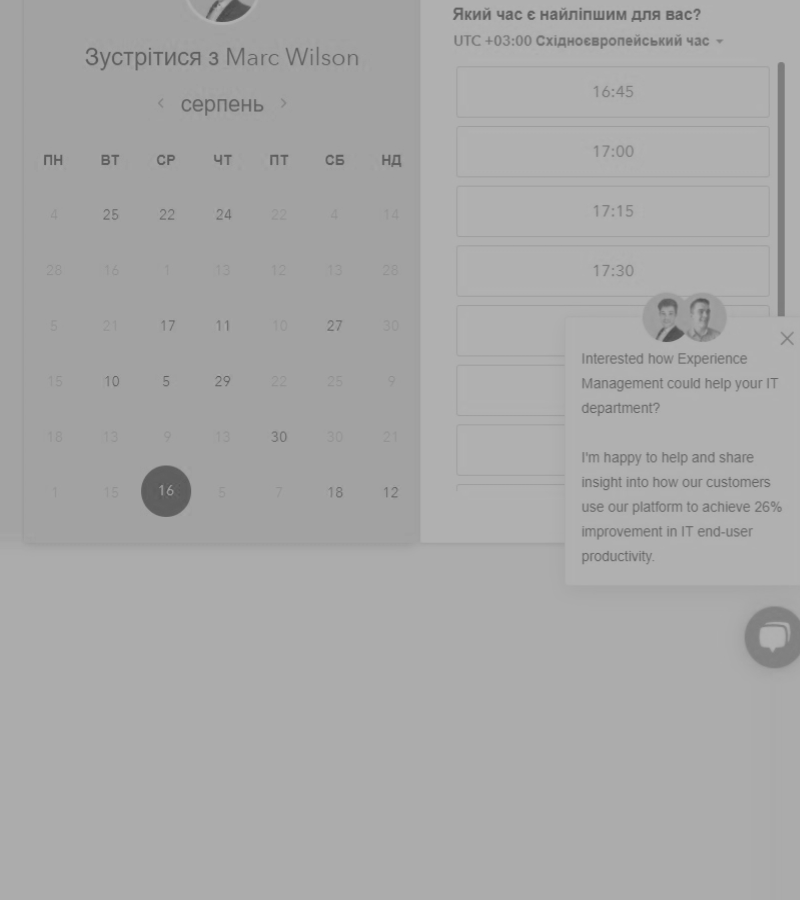 Зустрітися з Marc Wilson
серпень
ПН ВТ СР ЧТ ПТ СБ НД
4 25 22 24 22 4 14
28 16 1 13 12 13 28
5 21 17 11 10 27 30
15 10 5 29 22 25 9
18 13 9 13 30 30 21
1 15 16 5 7 18 12
Який час є найліпшим для вас?
UTC +03:00 Східноєвропейський час
16:45
17:00
17:15
17:30
Interested how Experience
Management could help your IT
department?
I'm happy to help and share
insight into how our customers
use our platform to achieve 26%
improvement in IT end-user
productivity.